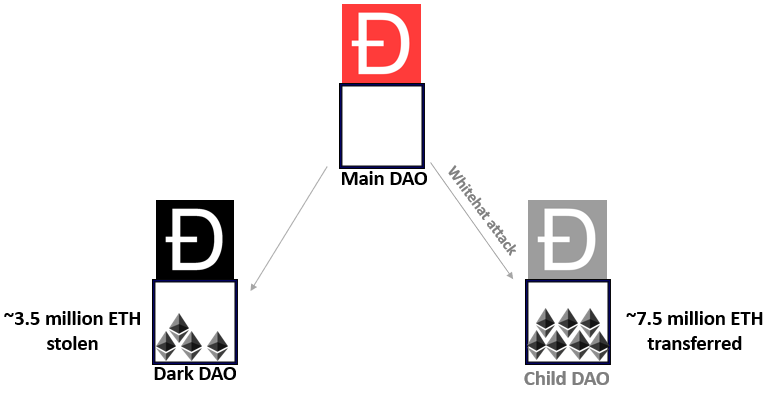 Đ
Main DAO
Whitehat attack
Đ
Đ
~3.5 million ETH
stolen
~7.5 million ETH
transferred
Dark DAO
Child DAO